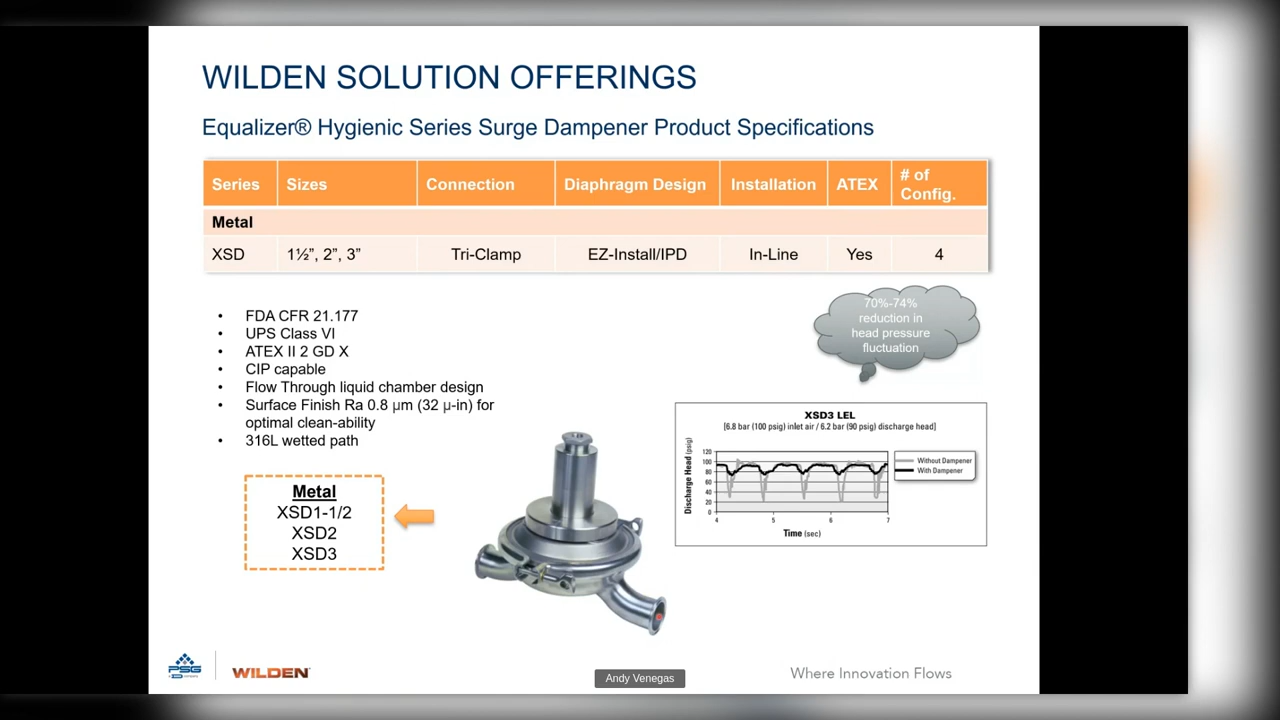 WILDEN SOLUTION OFFERINGS
Equalizer® Hygienic Series Surge Dampener Product Specifications
Series Sizes Connection Diaphragm Design Installation ATEX # of Config.
Metal
XSD 1½”, 2”, 3” Tri-Clamp EZ-Install/IPD In-Line Yes 4
70%-74%
reduction in
head pressure
fluctuation
• FDA CFR 21.177
• UPS Class VI
• ATEX II 2 GD X
• CIP capable
• Flow Through liquid chamber design
• Surface Finish Ra 0.8 μm (32 μ-in) for
optimal clean-ability
• 316L wetted path
Metal
XSD1-1/2
XSD2
XSD3
XSD3 LEL
[6.8 bar (100 psig) inlet air / 6.2 bar (90 psig) discharge head]
Discharge Head (psig)
120
100
80
60
40
20
0
4 5 6 7
Time (sec)
Without Dampener
With Dampener
PSG
WILDEN
Andy Venegas
Where Innovation Flows